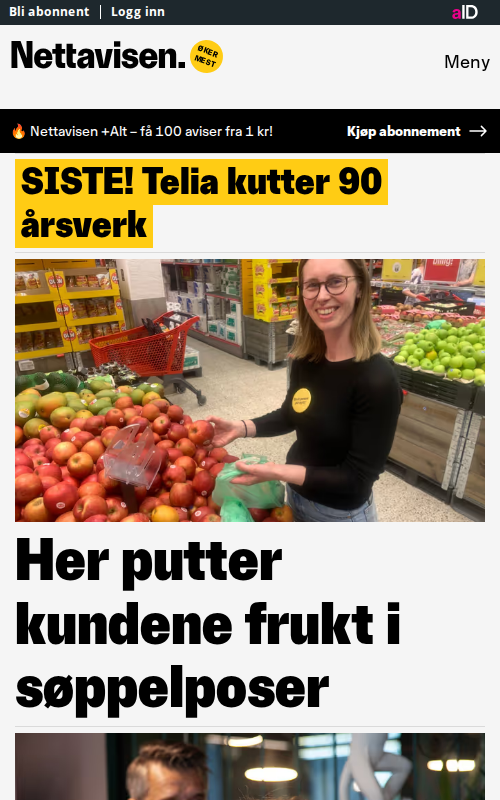 Bli abonnent | Logg inn
aID
Nettavisen.
ØKER
MEST
Meny
🔥 Nettavisen +Alt – få 100 aviser fra 1 kr!
Kjøp abonnement →
SISTE! Telia kutter 90
årsverk
Her putter
kundene frukt i
søppelposer